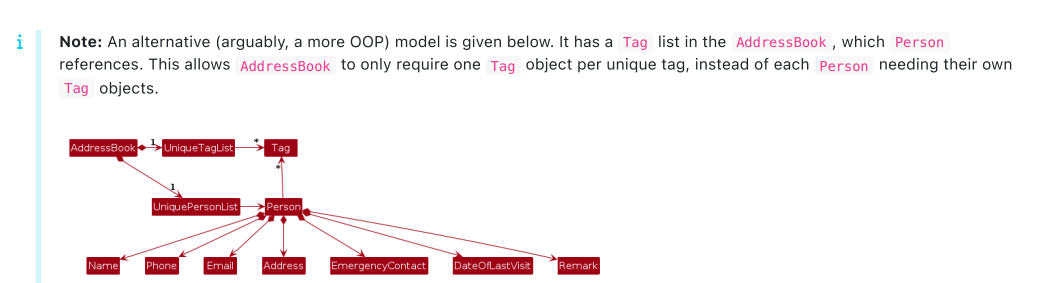 Note: An alternative (arguably, a more OOP) model is given below. It has a Tag list in the AddressBook , which Person
references. This allows AddressBook to only require one Tag object per unique tag, instead of each Person needing their own
Tag objects.
AddressBook 1 UniqueTagList * Tag
*
1
UniquePersonList Person
Name Phone Email Address EmergencyContact DateOfLastVisit Remark